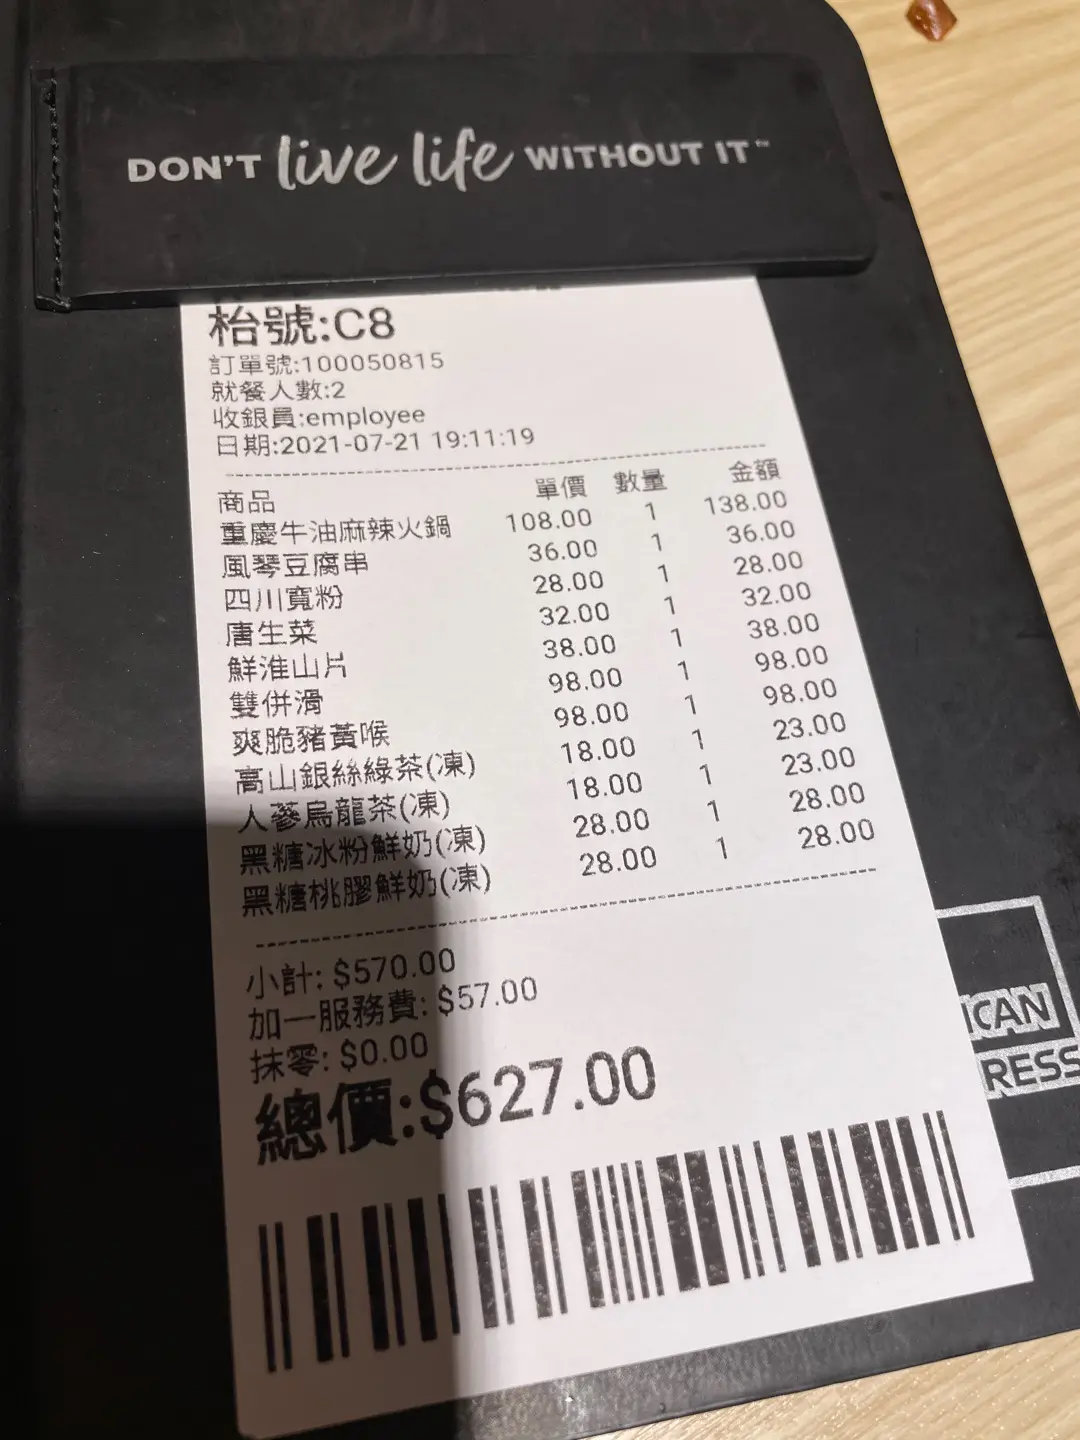 DON'T live life WITHOUT IT™
枱號:C8
訂單號:100050815
就餐人數:2
收銀員:employee
日期:2021-07-21 19:11:19
商品 單價 數量 金額
重慶牛油麻辣火鍋 108.00 1 138.00
風琴豆腐串 36.00 1 36.00
四川寬粉 28.00 1 28.00
唐生菜 32.00 1 32.00
鮮淮山片 38.00 1 38.00
雙併滑 98.00 1 98.00
爽脆豬黃喉 98.00 1 98.00
高山銀絲綠茶(凍) 18.00 1 23.00
人蔘烏龍茶(凍) 18.00 1 23.00
黑糖冰粉鮮奶(凍) 28.00 1 28.00
黑糖桃膠鮮奶(凍) 28.00 1 28.00
小計: $570.00
加一服務費: $57.00
抹零: $0.00
總價:$627.00
ICAN
RESS